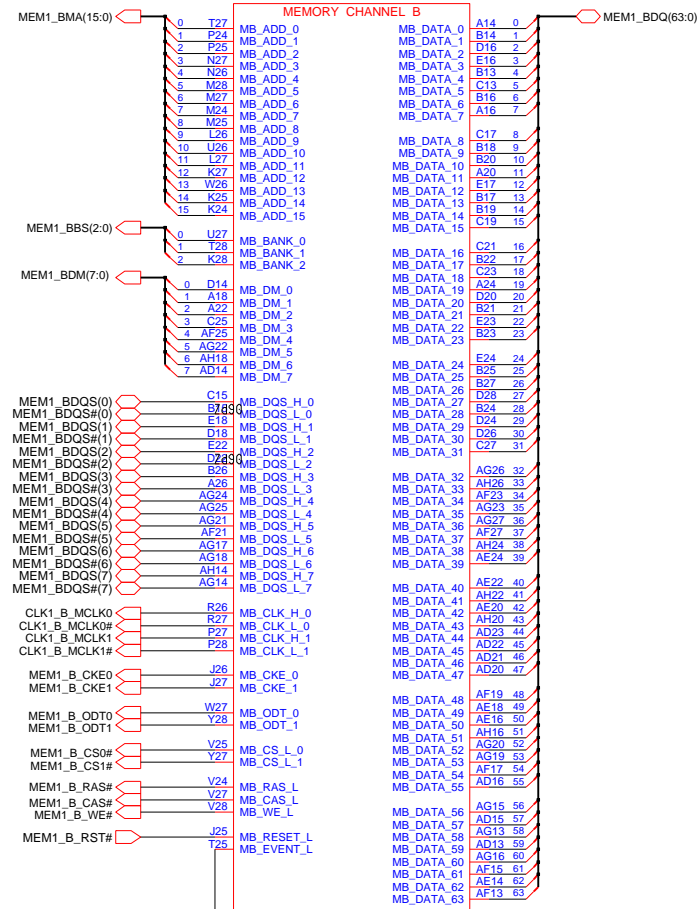 MEMORY CHANNEL B
MEM1_BMA(15:0)
0 T27 MB_ADD_0
1 P24 MB_ADD_1
2 P25 MB_ADD_2
3 N27 MB_ADD_3
4 N26 MB_ADD_4
5 M28 MB_ADD_5
6 M27 MB_ADD_6
7 M24 MB_ADD_7
8 M25 MB_ADD_8
9 L26 MB_ADD_9
10 U26 MB_ADD_10
11 L27 MB_ADD_11
12 K27 MB_ADD_12
13 W26 MB_ADD_13
14 K25 MB_ADD_14
15 K24 MB_ADD_15
MEM1_BBS(2:0)
0 U27 MB_BANK_0
1 T28 MB_BANK_1
2 K28 MB_BANK_2
MEM1_BDM(7:0)
0 D14 MB_DM_0
1 A18 MB_DM_1
2 A22 MB_DM_2
3 C25 MB_DM_3
4 AF25 MB_DM_4
5 AG22 MB_DM_5
6 AH18 MB_DM_6
7 AD14 MB_DM_7
MEM1_BDQS(0) C15 MB_DQS_H_0
MEM1_BDQS#(0) MB_DQS_L_0
MEM1_BDQS(1) E18 MB_DQS_H_1
MEM1_BDQS#(1) D18 MB_DQS_L_1
MEM1_BDQS(2) E22 MB_DQS_H_2
MEM1_BDQS#(2) MB_DQS_L_2
MEM1_BDQS(3) B26 MB_DQS_H_3
MEM1_BDQS#(3) A26 MB_DQS_L_3
MEM1_BDQS(4) AG24 MB_DQS_H_4
MEM1_BDQS#(4) AG25 MB_DQS_L_4
MEM1_BDQS(5) AG21 MB_DQS_H_5
MEM1_BDQS#(5) AF21 MB_DQS_L_5
MEM1_BDQS(6) AG17 MB_DQS_H_6
MEM1_BDQS#(6) AG18 MB_DQS_L_6
MEM1_BDQS(7) AH14 MB_DQS_H_7
MEM1_BDQS#(7) AG14 MB_DQS_L_7
CLK1_B_MCLK0 R26 MB_CLK_H_0
CLK1_B_MCLK0# R27 MB_CLK_L_0
CLK1_B_MCLK1 P27 MB_CLK_H_1
CLK1_B_MCLK1# P28 MB_CLK_L_1
MEM1_B_CKE0 J26 MB_CKE_0
MEM1_B_CKE1 J27 MB_CKE_1
MEM1_B_ODT0 W27 MB_ODT_0
MEM1_B_ODT1 Y28 MB_ODT_1
MEM1_B_CS0# V25 MB_CS_L_0
MEM1_B_CS1# Y27 MB_CS_L_1
MEM1_B_RAS# V24 MB_RAS_L
MEM1_B_CAS# V27 MB_CAS_L
MEM1_B_WE# V28 MB_WE_L
MEM1_B_RST# J25 MB_RESET_L
T25 MB_EVENT_L
MEM1_BDQ(63:0)
MB_DATA_0 A14 0
MB_DATA_1 B14 1
MB_DATA_2 D16 2
MB_DATA_3 E16 3
MB_DATA_4 B13 4
MB_DATA_5 C13 5
MB_DATA_6 B16 6
MB_DATA_7 A16 7
MB_DATA_8 C17 8
MB_DATA_9 B18 9
MB_DATA_10 B20 10
MB_DATA_11 A20 11
MB_DATA_12 E17 12
MB_DATA_13 B17 13
MB_DATA_14 B19 14
MB_DATA_15 C19 15
MB_DATA_16 C21 16
MB_DATA_17 B22 17
MB_DATA_18 C23 18
MB_DATA_19 A24 19
MB_DATA_20 D20 20
MB_DATA_21 B21 21
MB_DATA_22 E23 22
MB_DATA_23 B23 23
MB_DATA_24 E24 24
MB_DATA_25 B25 25
MB_DATA_26 B27 26
MB_DATA_27 D28 27
MB_DATA_28 B24 28
MB_DATA_29 D24 29
MB_DATA_30 D26 30
MB_DATA_31 C27 31
MB_DATA_32 AG26 32
MB_DATA_33 AH26 33
MB_DATA_34 AF23 34
MB_DATA_35 AG23 35
MB_DATA_36 AG27 36
MB_DATA_37 AF27 37
MB_DATA_38 AH24 38
MB_DATA_39 AE24 39
MB_DATA_40 AE22 40
MB_DATA_41 AH22 41
MB_DATA_42 AE20 42
MB_DATA_43 AH20 43
MB_DATA_44 AD23 44
MB_DATA_45 AD22 45
MB_DATA_46 AD21 46
MB_DATA_47 AD20 47
MB_DATA_48 AF19 48
MB_DATA_49 AE18 49
MB_DATA_50 AE16 50
MB_DATA_51 AH16 51
MB_DATA_52 AG20 52
MB_DATA_53 AG19 53
MB_DATA_54 AF17 54
MB_DATA_55 AD16 55
MB_DATA_56 AG15 56
MB_DATA_57 AD15 57
MB_DATA_58 AG13 58
MB_DATA_59 AD13 59
MB_DATA_60 AG16 60
MB_DATA_61 AF15 61
MB_DATA_62 AE14 62
MB_DATA_63 AF13 63